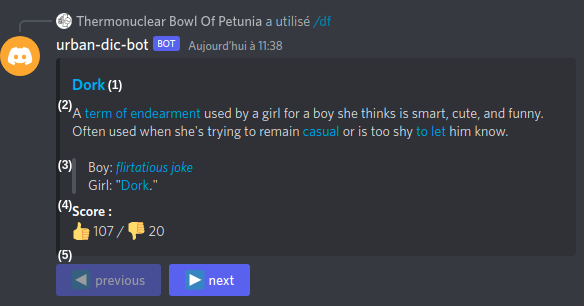 Thermonuclear Bowl Of Petunia a utilisé /df
urban-dic-bot BOT Aujourd'hui à 11:38
Dork (1)
(2) A term of endearment used by a girl for a boy she thinks is smart, cute, and funny.
Often used when she's trying to remain casual or is too shy to let him know.
(3) Boy: flirtatious joke
Girl: "Dork."
(4) Score :
👍 107 / 👎 20
(5)
◀ previous ▶ next